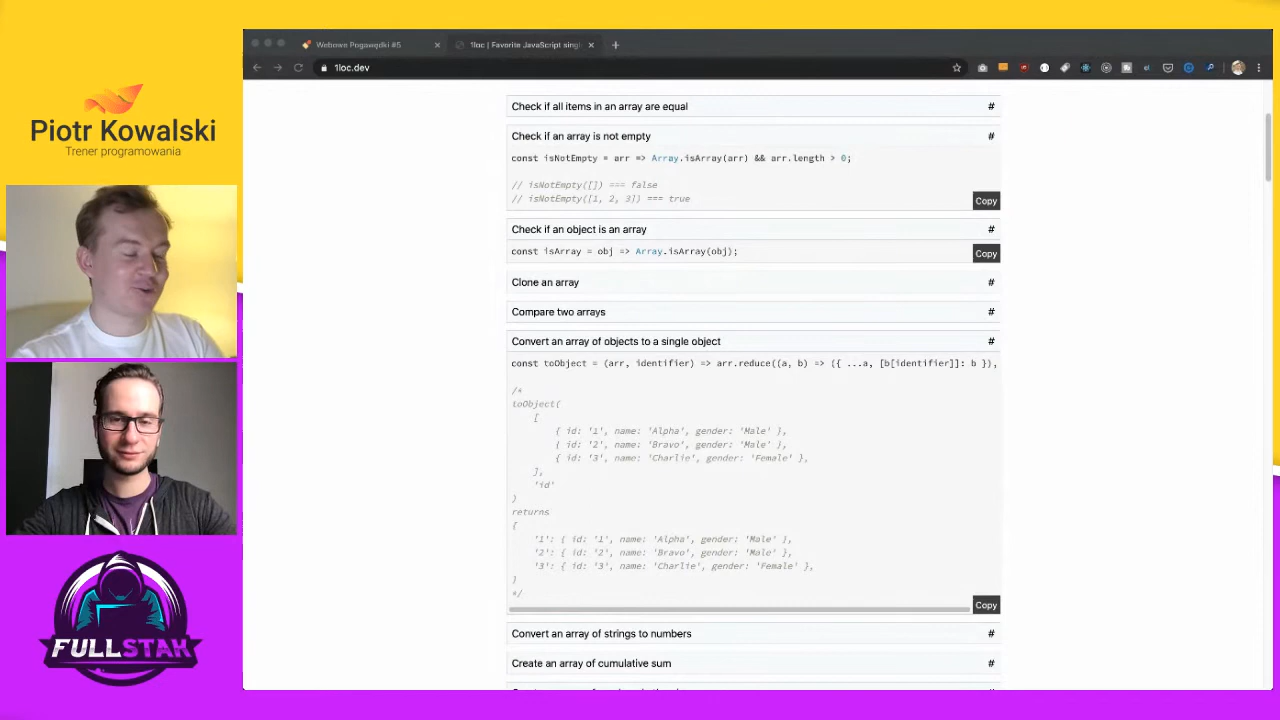 Piotr Kowalski
Trener programowania
FULLSTAK
Webowe Pogawędki #5
1loc | Favorite JavaScript singl
1loc.dev
Check if all items in an array are equal #
Check if an array is not empty #
const isNotEmpty = arr => Array.isArray(arr) && arr.length > 0;
// isNotEmpty([]) === false
// isNotEmpty([1, 2, 3]) === true
Copy
Check if an object is an array #
const isArray = obj => Array.isArray(obj);
Copy
Clone an array #
Compare two arrays #
Convert an array of objects to a single object #
const toObject = (arr, identifier) => arr.reduce((a, b) => ({ ...a, [b[identifier]]: b }),
/*
toObject(
[
{ id: '1', name: 'Alpha', gender: 'Male' },
{ id: '2', name: 'Bravo', gender: 'Male' },
{ id: '3', name: 'Charlie', gender: 'Female' },
],
'id'
)
returns
{
'1': { id: '1', name: 'Alpha', gender: 'Male' },
'2': { id: '2', name: 'Bravo', gender: 'Male' },
'3': { id: '3', name: 'Charlie', gender: 'Female' },
}
*/
Copy
Convert an array of strings to numbers #
Create an array of cumulative sum #